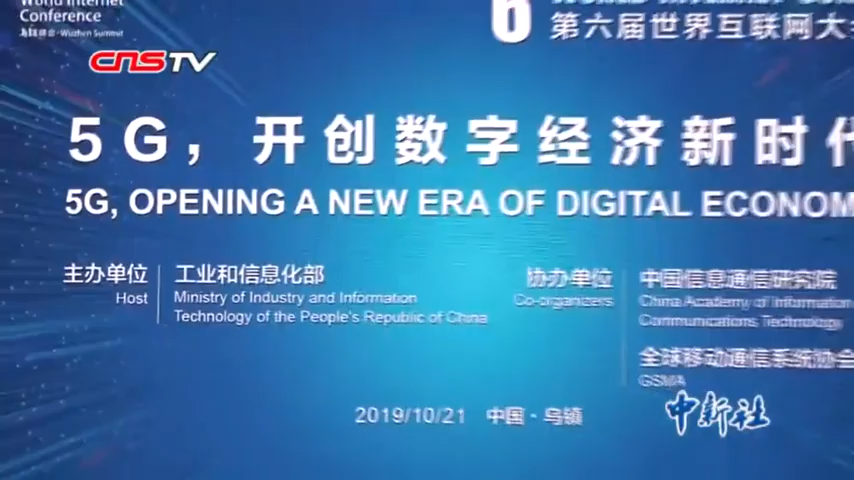 World Internet
Conference
乌镇峰会·Wuzhen Summit
6
第六届世界互联网大
CNSTV
5G，开创数字经济新时代
5G, OPENING A NEW ERA OF DIGITAL ECONOM
主办单位
Host
工业和信息化部
Ministry of Industry and Information
Technology of the People's Republic of China
协办单位
Co-organizers
中国信息通信研究院
China Academy of Information
Communications Technology
全球移动通信系统协会
GSMA
2019/10/21 中国·乌镇
中新社